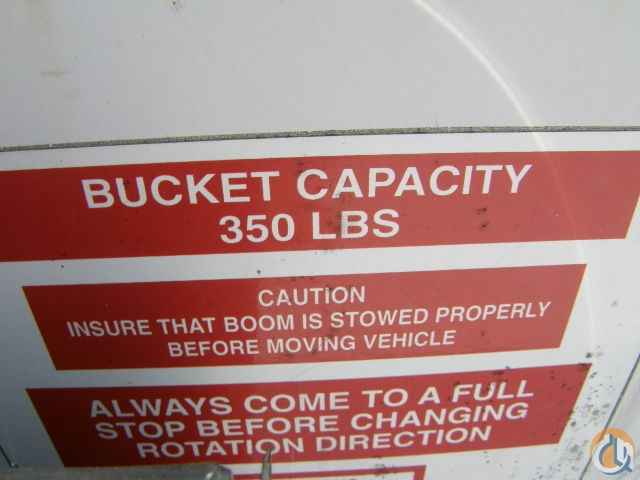 BUCKET CAPACITY
350 LBS
CAUTION
INSURE THAT BOOM IS STOWED PROPERLY
BEFORE MOVING VEHICLE
ALWAYS COME TO A FULL
STOP BEFORE CHANGING
ROTATION DIRECTION